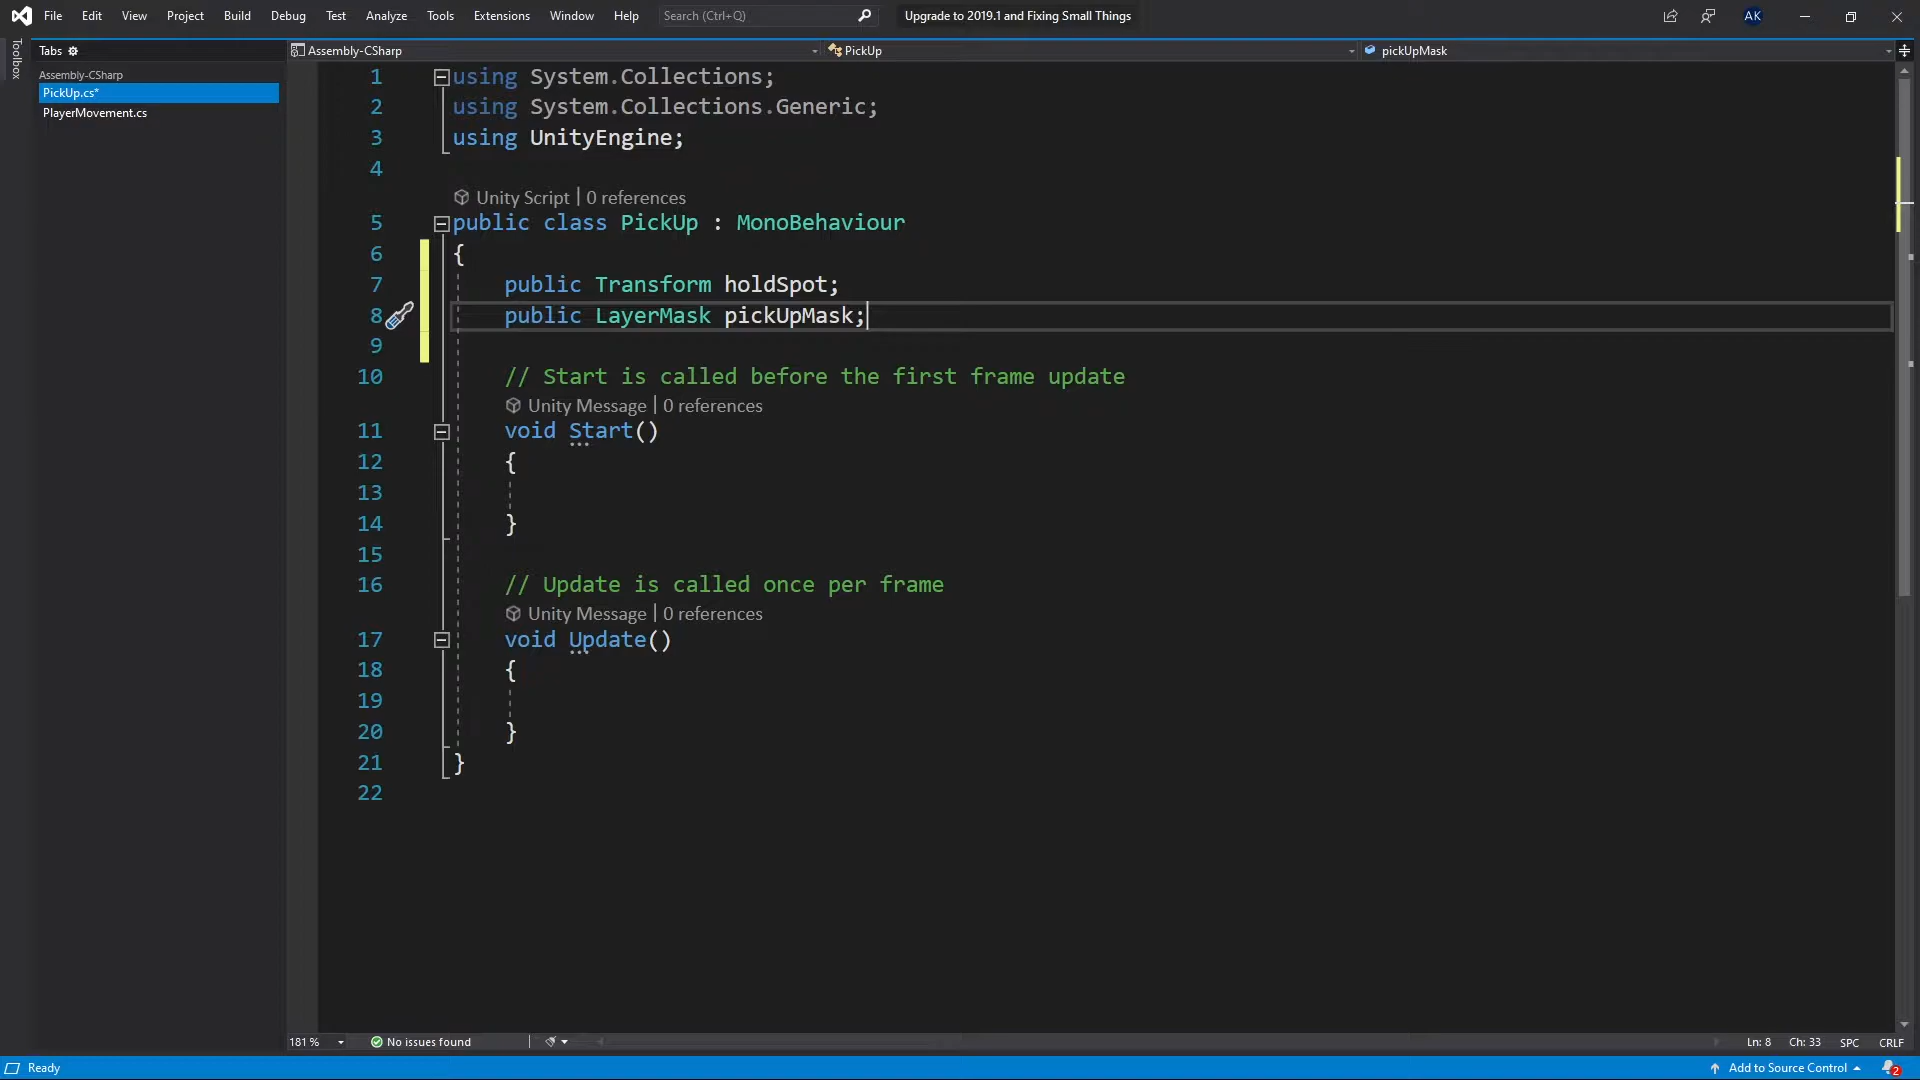 File Edit View Project Build Debug Test Analyze Tools Extensions Window Help Search (Ctrl+Q) Upgrade to 2019.1 and Fixing Small Things AK
Toolbox
Tabs
Assembly-CSharp
PickUp.cs*
PlayerMovement.cs
Assembly-CSharp PickUp pickUpMask
1 using System.Collections;
2 using System.Collections.Generic;
3 using UnityEngine;
4
Unity Script | 0 references
5 public class PickUp : MonoBehaviour
6 {
7 public Transform holdSpot;
8 public LayerMask pickUpMask;
9
10 // Start is called before the first frame update
Unity Message | 0 references
11 void Start()
12 {
13
14 }
15
16 // Update is called once per frame
Unity Message | 0 references
17 void Update()
18 {
19
20 }
21 }
22
181 % No issues found Ln: 8 Ch: 33 SPC CRLF
Ready Add to Source Control 2